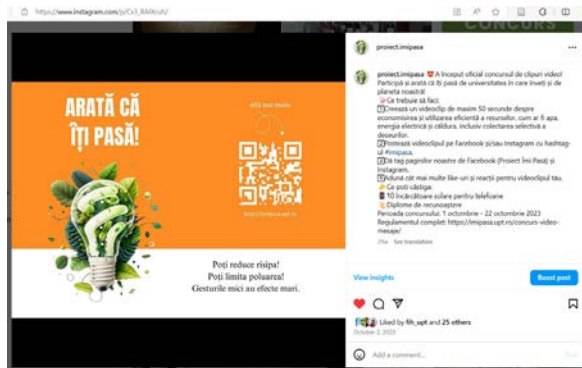 https://www.instagram.com/p/Cx3_BAfAtruh/
CONCURS
ARATĂ CĂ
ÎȚI PASĂ!
Află mai multe
http://imipasa.upt.ro
Poți reduce risipa!
Poți limita poluarea!
Gesturile mici au efecte mari.
proiect.imipasa
proiect.imipasa A început oficial concursul de clipuri video!
Participă și arată că îți pasă de universitatea în care înveți și de
planeta noastră!
Ce trebuie să faci:
1 Creează un videoclip de maxim 50 secunde despre
economisirea și utilizarea eficientă a resurselor, cum ar fi apa,
energia electrică și căldura, inclusiv colectarea selectivă a
deșeurilor.
2 Postează videoclipul pe Facebook și/sau Instagram cu hashtag-
ul #imipasa.
3 Dă tag paginilor noastre de Facebook (Proiect Îmi Pasă) și
Instagram.
Adună cât mai multe like-uri și reacții pentru videoclipul tău.
Ce poți câștiga:
10 încărcătoare solare pentru telefoane
Diplome de recunoaștere
Perioada concursului: 1 octombrie - 22 octombrie 2023
Regulamentul complet: https://imipasa.upt.ro/concurs-video-
mesaje/
See translation
View insights
Boost post
Liked by fih_upt and 25 others
October 2, 2023
Add a comment...